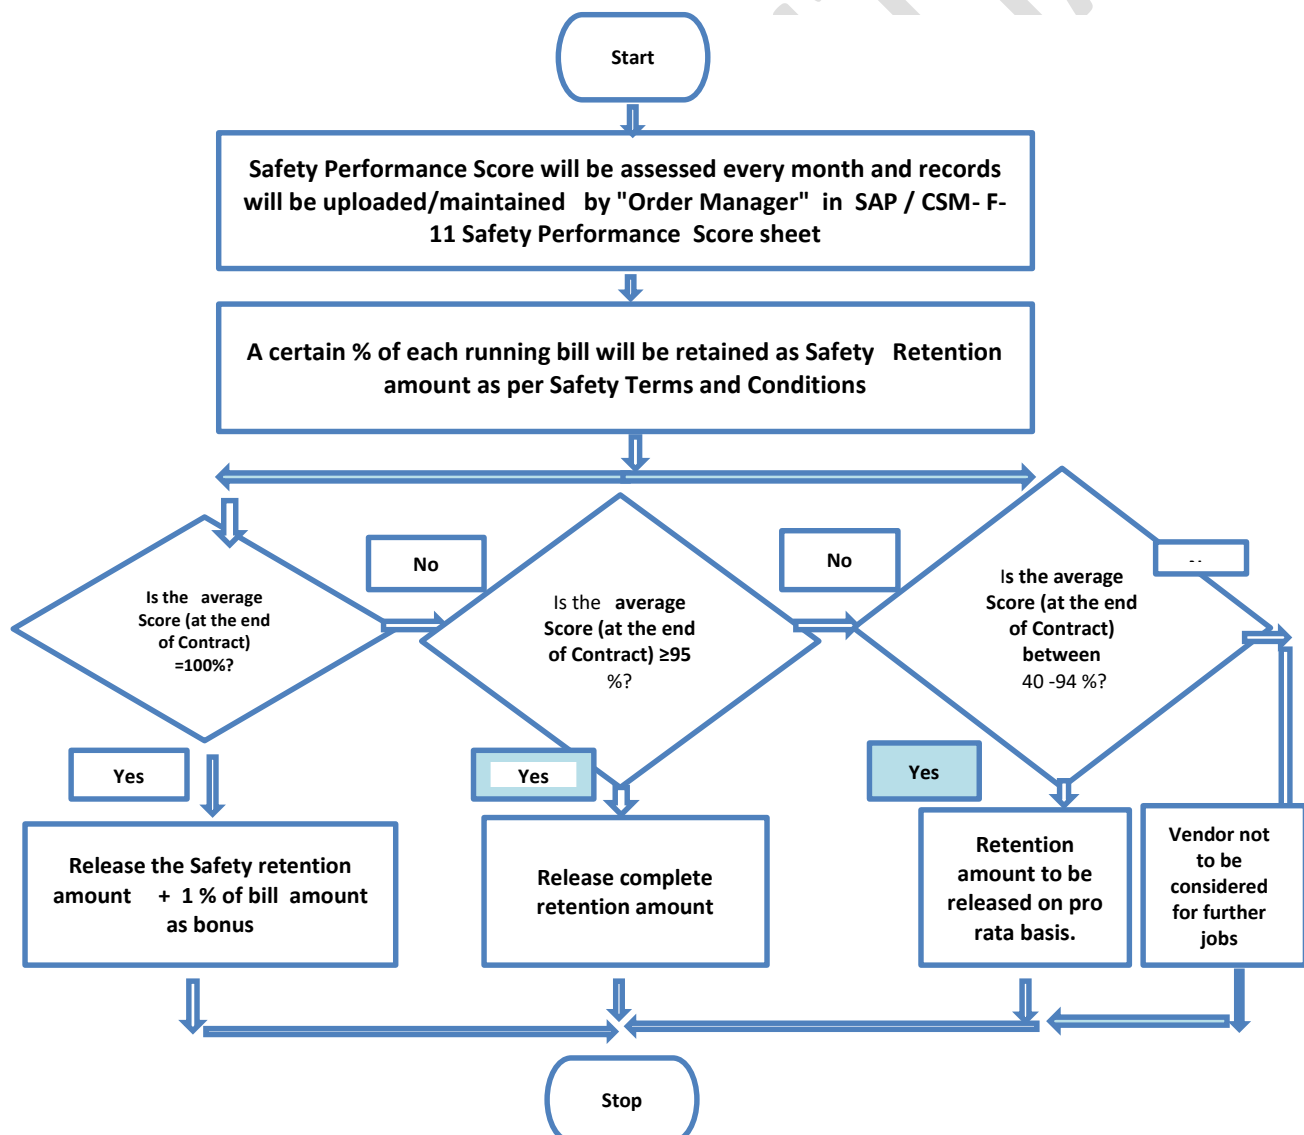 Start
Safety Performance Score will be assessed every month and records
will be uploaded/maintained by "Order Manager" in SAP / CSM- F-
11 Safety Performance Score sheet
A certain % of each running bill will be retained as Safety Retention
amount as per Safety Terms and Conditions
Is the average
Score (at the end
of Contract)
=100%?
No
Is the average
Score (at the end
of Contract) ≥95
%?
No
Is the average
Score (at the end
of Contract)
between
40 -94 %?
Yes
Yes
Yes
Release the Safety retention
amount + 1 % of bill amount
as bonus
Release complete
retention amount
Retention
amount to be
released on pro
rata basis.
Vendor not
to be
considered
for further
jobs
Stop